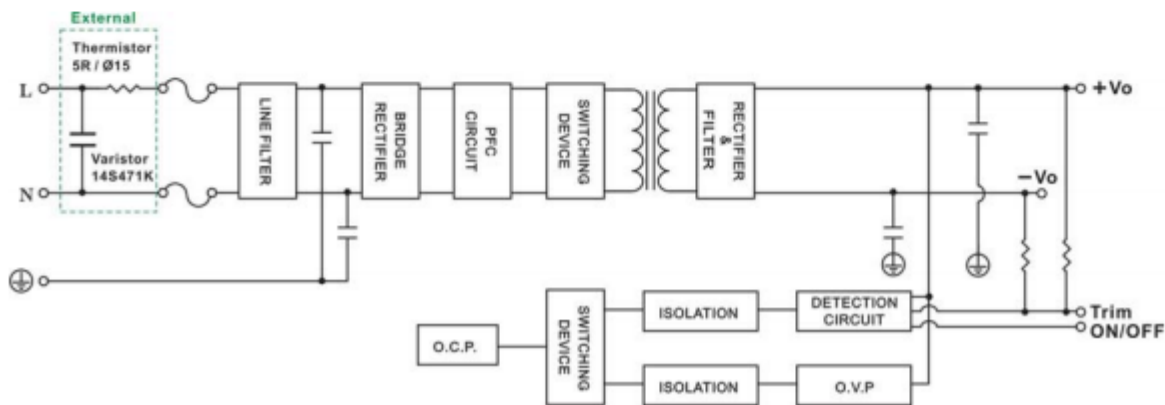 External
Thermistor
5R / Ø15
L
Varistor
14S471K
N
LINE FILTER
BRIDGE
RECTIFIER
PFC
CIRCUIT
SWITCHING
DEVICE
RECTIFIER
&
FILTER
+Vo
−Vo
SWITCHING
DEVICE
O.C.P.
ISOLATION
DETECTION
CIRCUIT
Trim
ON/OFF
ISOLATION
O.V.P